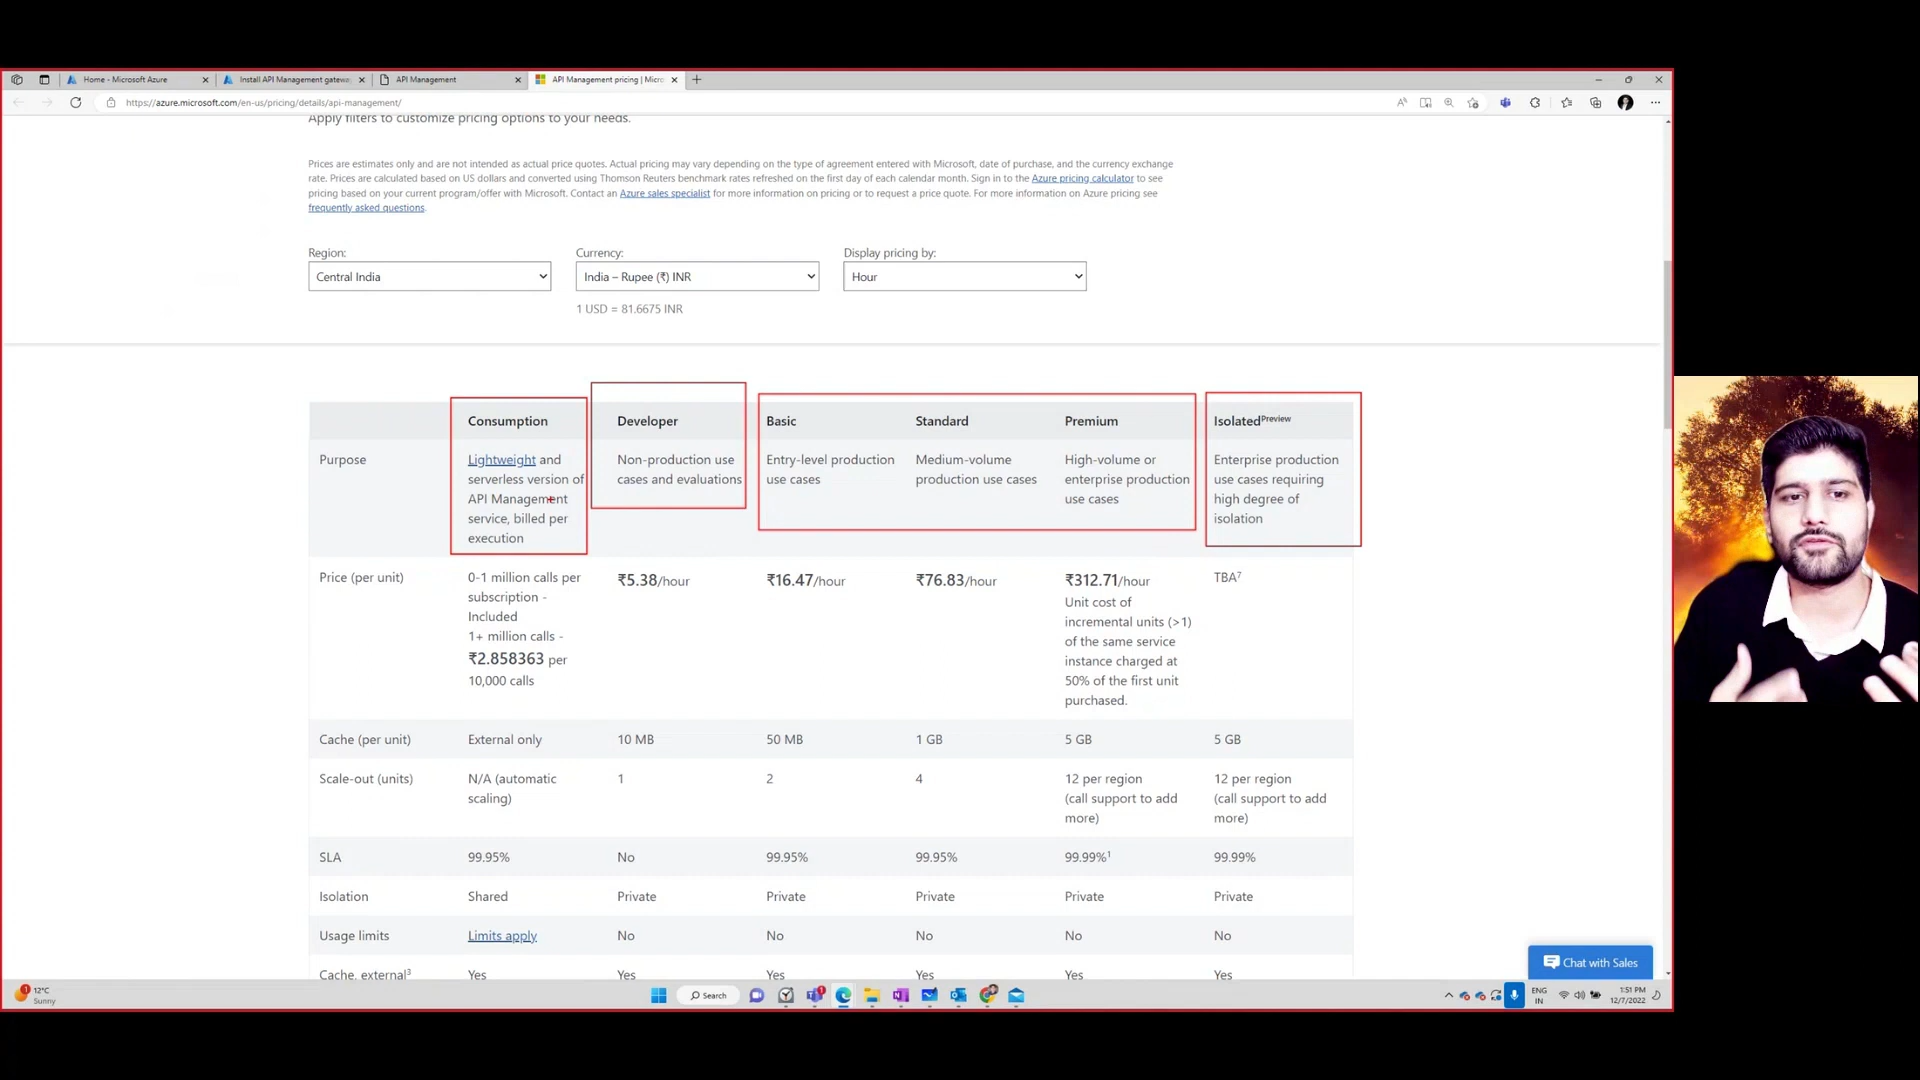 Home - Microsoft Azure
Install API Management gatewa
API Management
API Management pricing | Micro
https://azure.microsoft.com/en-us/pricing/details/api-management/
Apply filters to customize pricing options to your needs.
Prices are estimates only and are not intended as actual price quotes. Actual pricing may vary depending on the type of agreement entered with Microsoft, date of purchase, and the currency exchange
rate. Prices are calculated based on US dollars and converted using Thomson Reuters benchmark rates refreshed on the first day of each calendar month. Sign in to the Azure pricing calculator to see
pricing based on your current program/offer with Microsoft. Contact an Azure sales specialist for more information on pricing or to request a price quote. For more information on Azure pricing see
frequently asked questions.
Region: Currency: Display pricing by:
Central India India – Rupee (₹) INR Hour
1 USD = 81.6675 INR
Consumption Developer Basic Standard Premium IsolatedPreview
Purpose Lightweight and Non-production use Entry-level production Medium-volume High-volume or Enterprise production
serverless version of cases and evaluations use cases production use cases enterprise production use cases requiring
API Management use cases high degree of
service, billed per isolation
execution
Price (per unit) 0-1 million calls per ₹5.38/hour ₹16.47/hour ₹76.83/hour ₹312.71/hour TBA7
subscription - Unit cost of
Included incremental units (>1)
1+ million calls - of the same service
₹2.858363 per instance charged at
10,000 calls 50% of the first unit
purchased.
Cache (per unit) External only 10 MB 50 MB 1 GB 5 GB 5 GB
Scale-out (units) N/A (automatic 1 2 4 12 per region 12 per region
scaling) (call support to add (call support to add
more) more)
SLA 99.95% No 99.95% 99.95% 99.99%1 99.99%
Isolation Shared Private Private Private Private Private
Usage limits Limits apply No No No No No
Cache, external3 Yes Yes Yes Yes Yes Yes
Chat with Sales
1
12°C
Sunny
Search
ENG
IN
1:51 PM
12/7/2022